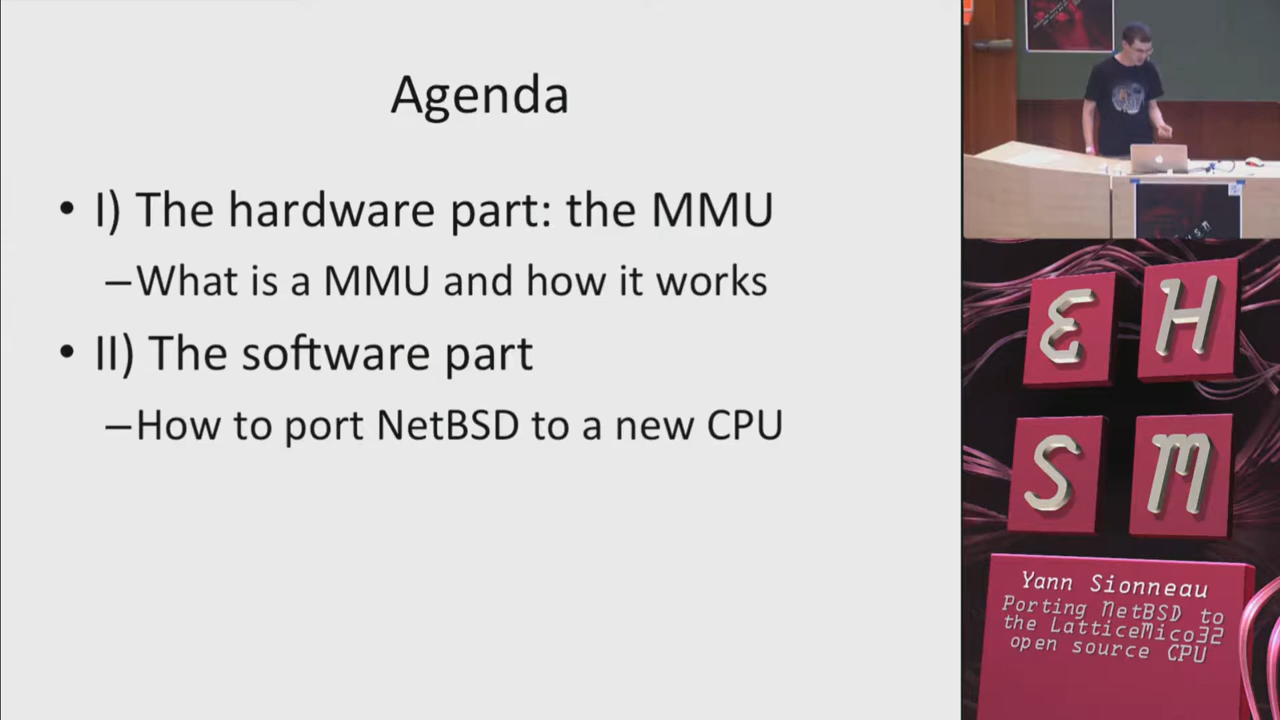 Agenda
• I) The hardware part: the MMU
–What is a MMU and how it works
• II) The software part
–How to port NetBSD to a new CPU
E H
S M
Yann Sionneau
Porting NetBSD to
the LatticeMico32
open source CPU